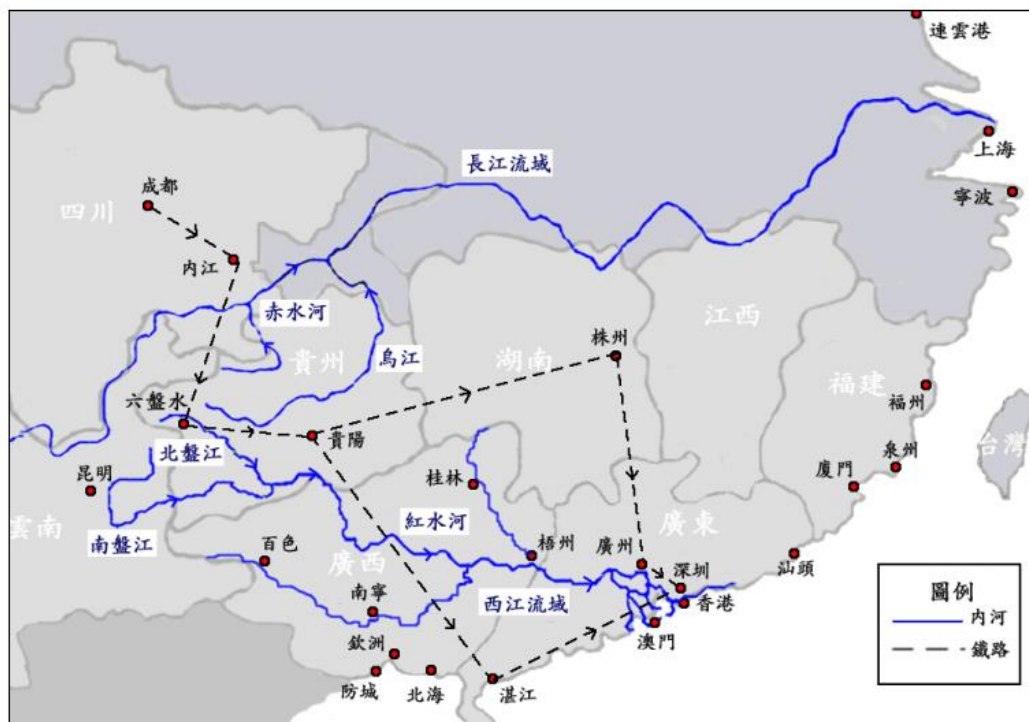 連雲港
上海
寧波
長江流域
成都
四川
內江
赤水河
貴州
烏江
湖南
株州
江西
福建
福州
六盤水
貴陽
北盤江
昆明
雲南
南盤江
桂林
紅水河
廣東
泉州
廈門
台灣
百色
廣西
梧州
廣州
深圳
汕頭
南寧
西江流域
香港
澳門
欽洲
防城
北海
湛江
圖例
內河
鐵路